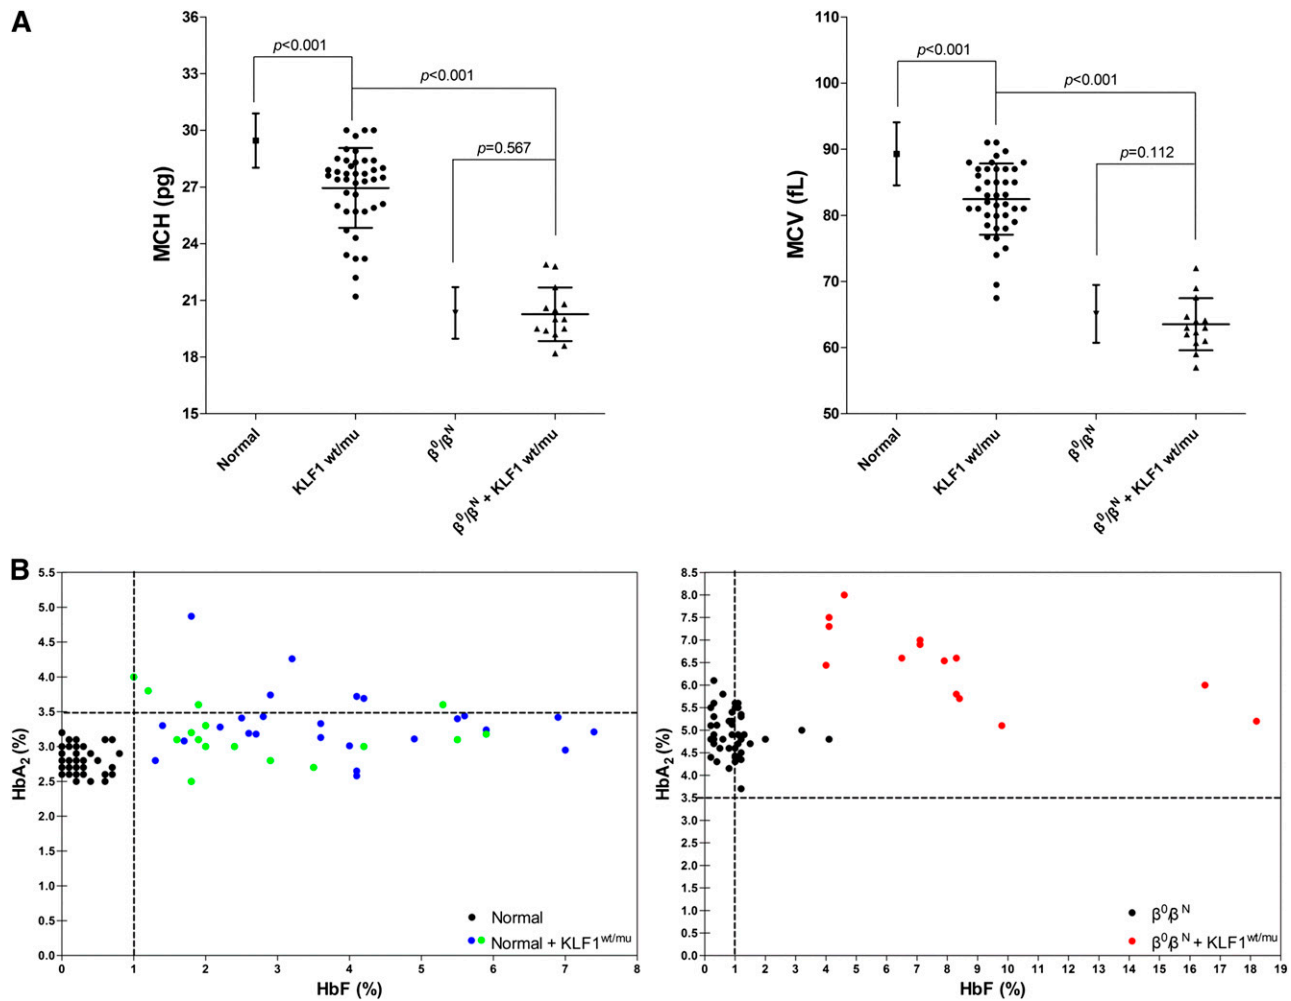 A
MCH (pg)
36
33
30
27
24
21
18
15
p<0.001
p<0.001
p=0.567
Normal
KLF1 wt/mu
β⁰/βᴺ
β⁰/βᴺ + KLF1 wt/mu
MCV (fL)
110
100
90
80
70
60
50
p<0.001
p<0.001
p=0.112
Normal
KLF1 wt/mu
β⁰/βᴺ
β⁰/βᴺ + KLF1 wt/mu
B
HbA₂(%)
5.5
5.0
4.5
4.0
3.5
3.0
2.5
2.0
1.5
1.0
0.5
0.0
Normal
Normal + KLF1ʷᵗ/ᵐᵘ
0 1 2 3 4 5 6 7 8
HbF (%)
HbA₂(%)
8.5
8.0
7.5
7.0
6.5
6.0
5.5
5.0
4.5
4.0
3.5
3.0
2.5
2.0
1.5
1.0
0.5
0.0
β⁰/βᴺ
β⁰/βᴺ + KLF1ʷᵗ/ᵐᵘ
0 1 2 3 4 5 6 7 8 9 10 11 12 13 14 15 16 17 18 19
HbF (%)